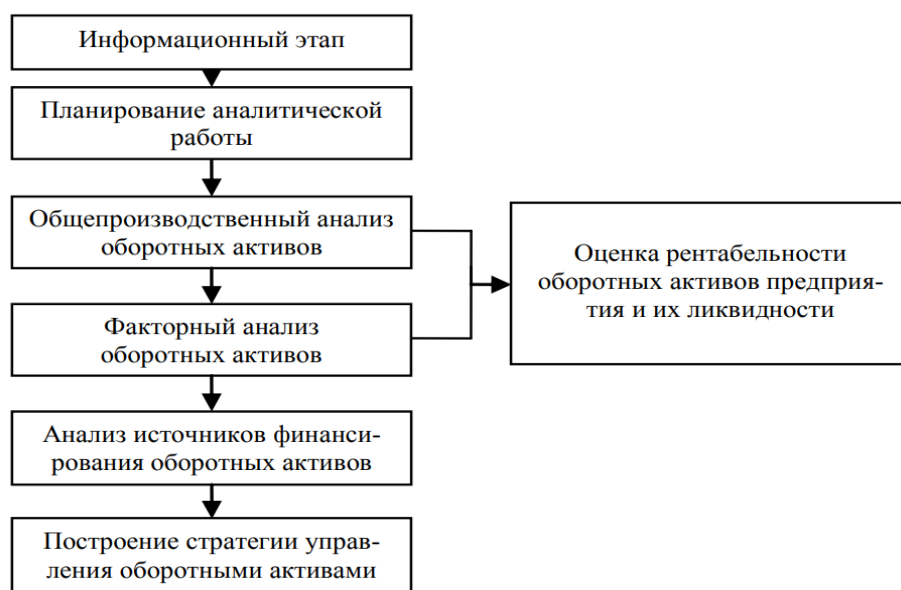 Информационный этап
Планирование аналитической
работы
Общепроизводственный анализ
оборотных активов
Факторный анализ
оборотных активов
Анализ источников финанси-
рования оборотных активов
Построение стратегии управ-
ления оборотными активами
Оценка рентабельности
оборотных активов предприя-
тия и их ликвидности